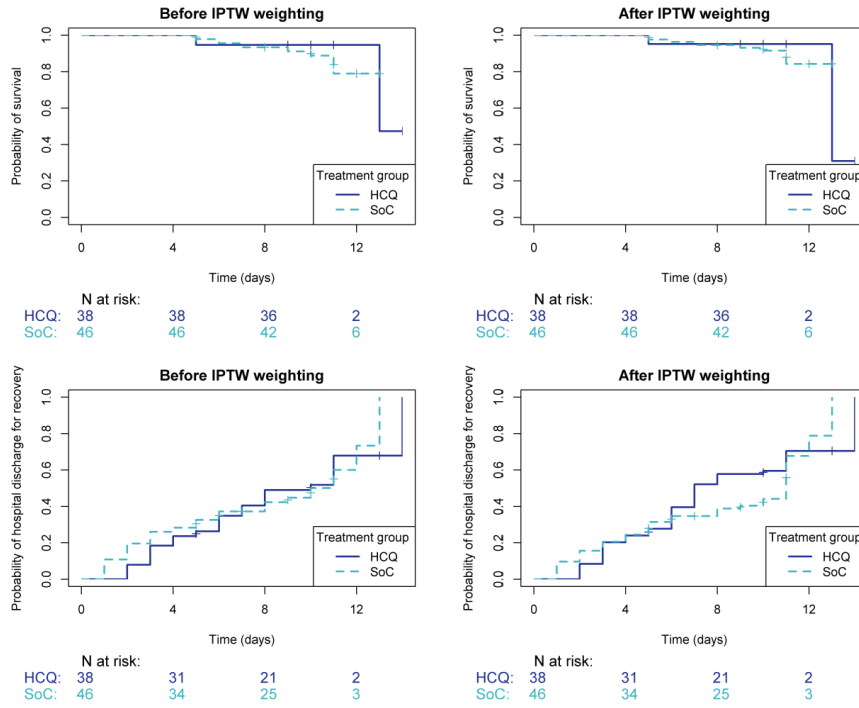 Before IPTW weighting
Probability of survival
1.0
0.8
0.6
0.4
0.2
0.0
Treatment group
HCQ
SoC
0 4 8 12
Time (days)
N at risk:
HCQ: 38 38 36 2
SoC: 46 46 42 6
After IPTW weighting
Probability of survival
1.0
0.8
0.6
0.4
0.2
0.0
Treatment group
HCQ
SoC
0 4 8 12
Time (days)
N at risk:
HCQ: 38 38 36 2
SoC: 46 46 42 6
Before IPTW weighting
Probability of hospital discharge for recovery
1.0
0.8
0.6
0.4
0.2
0.0
Treatment group
HCQ
SoC
0 4 8 12
Time (days)
N at risk:
HCQ: 38 31 21 2
SoC: 46 34 25 3
After IPTW weighting
Probability of hospital discharge for recovery
1.0
0.8
0.6
0.4
0.2
0.0
Treatment group
HCQ
SoC
0 4 8 12
Time (days)
N at risk:
HCQ: 38 31 21 2
SoC: 46 34 25 3